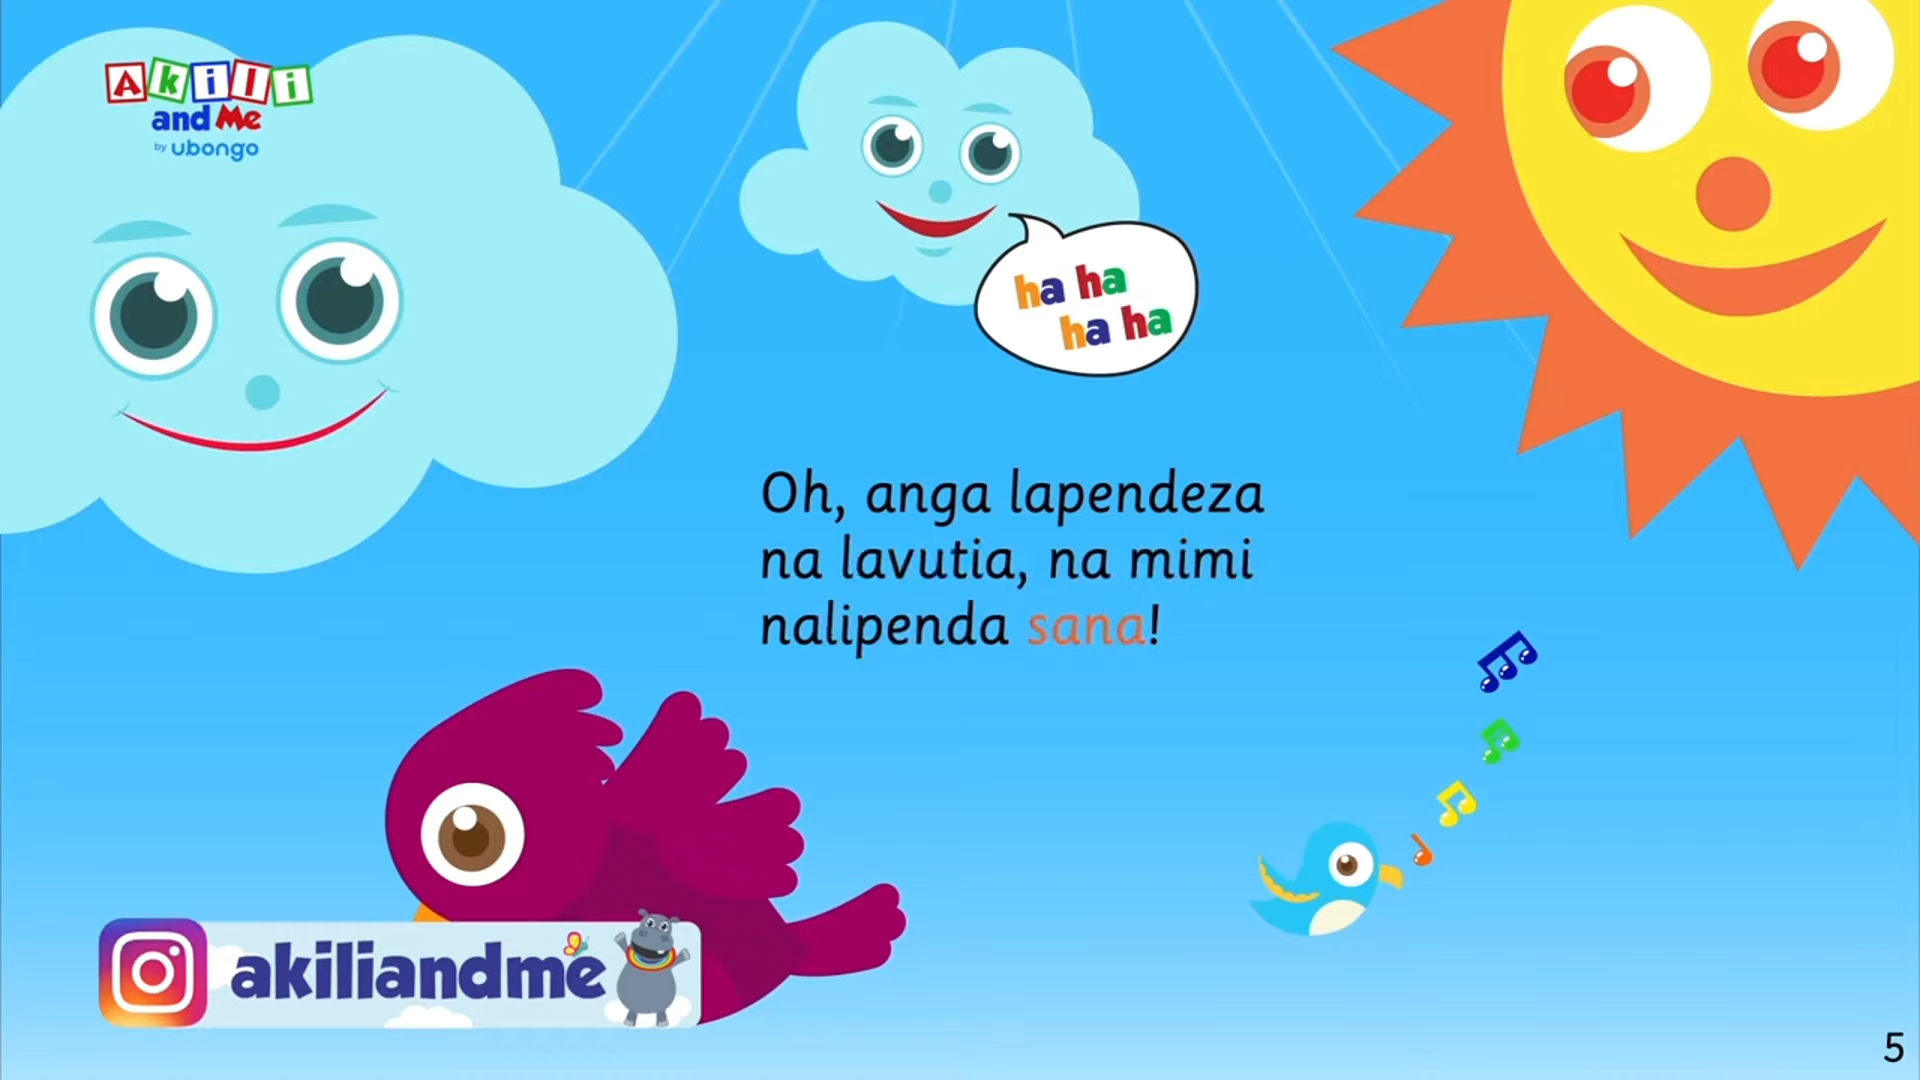 Akili
and Me
by ubongo
ha ha
ha ha
Oh, anga lapendeza
na lavutia, na mimi
nalipenda sana!
akiliandme
5